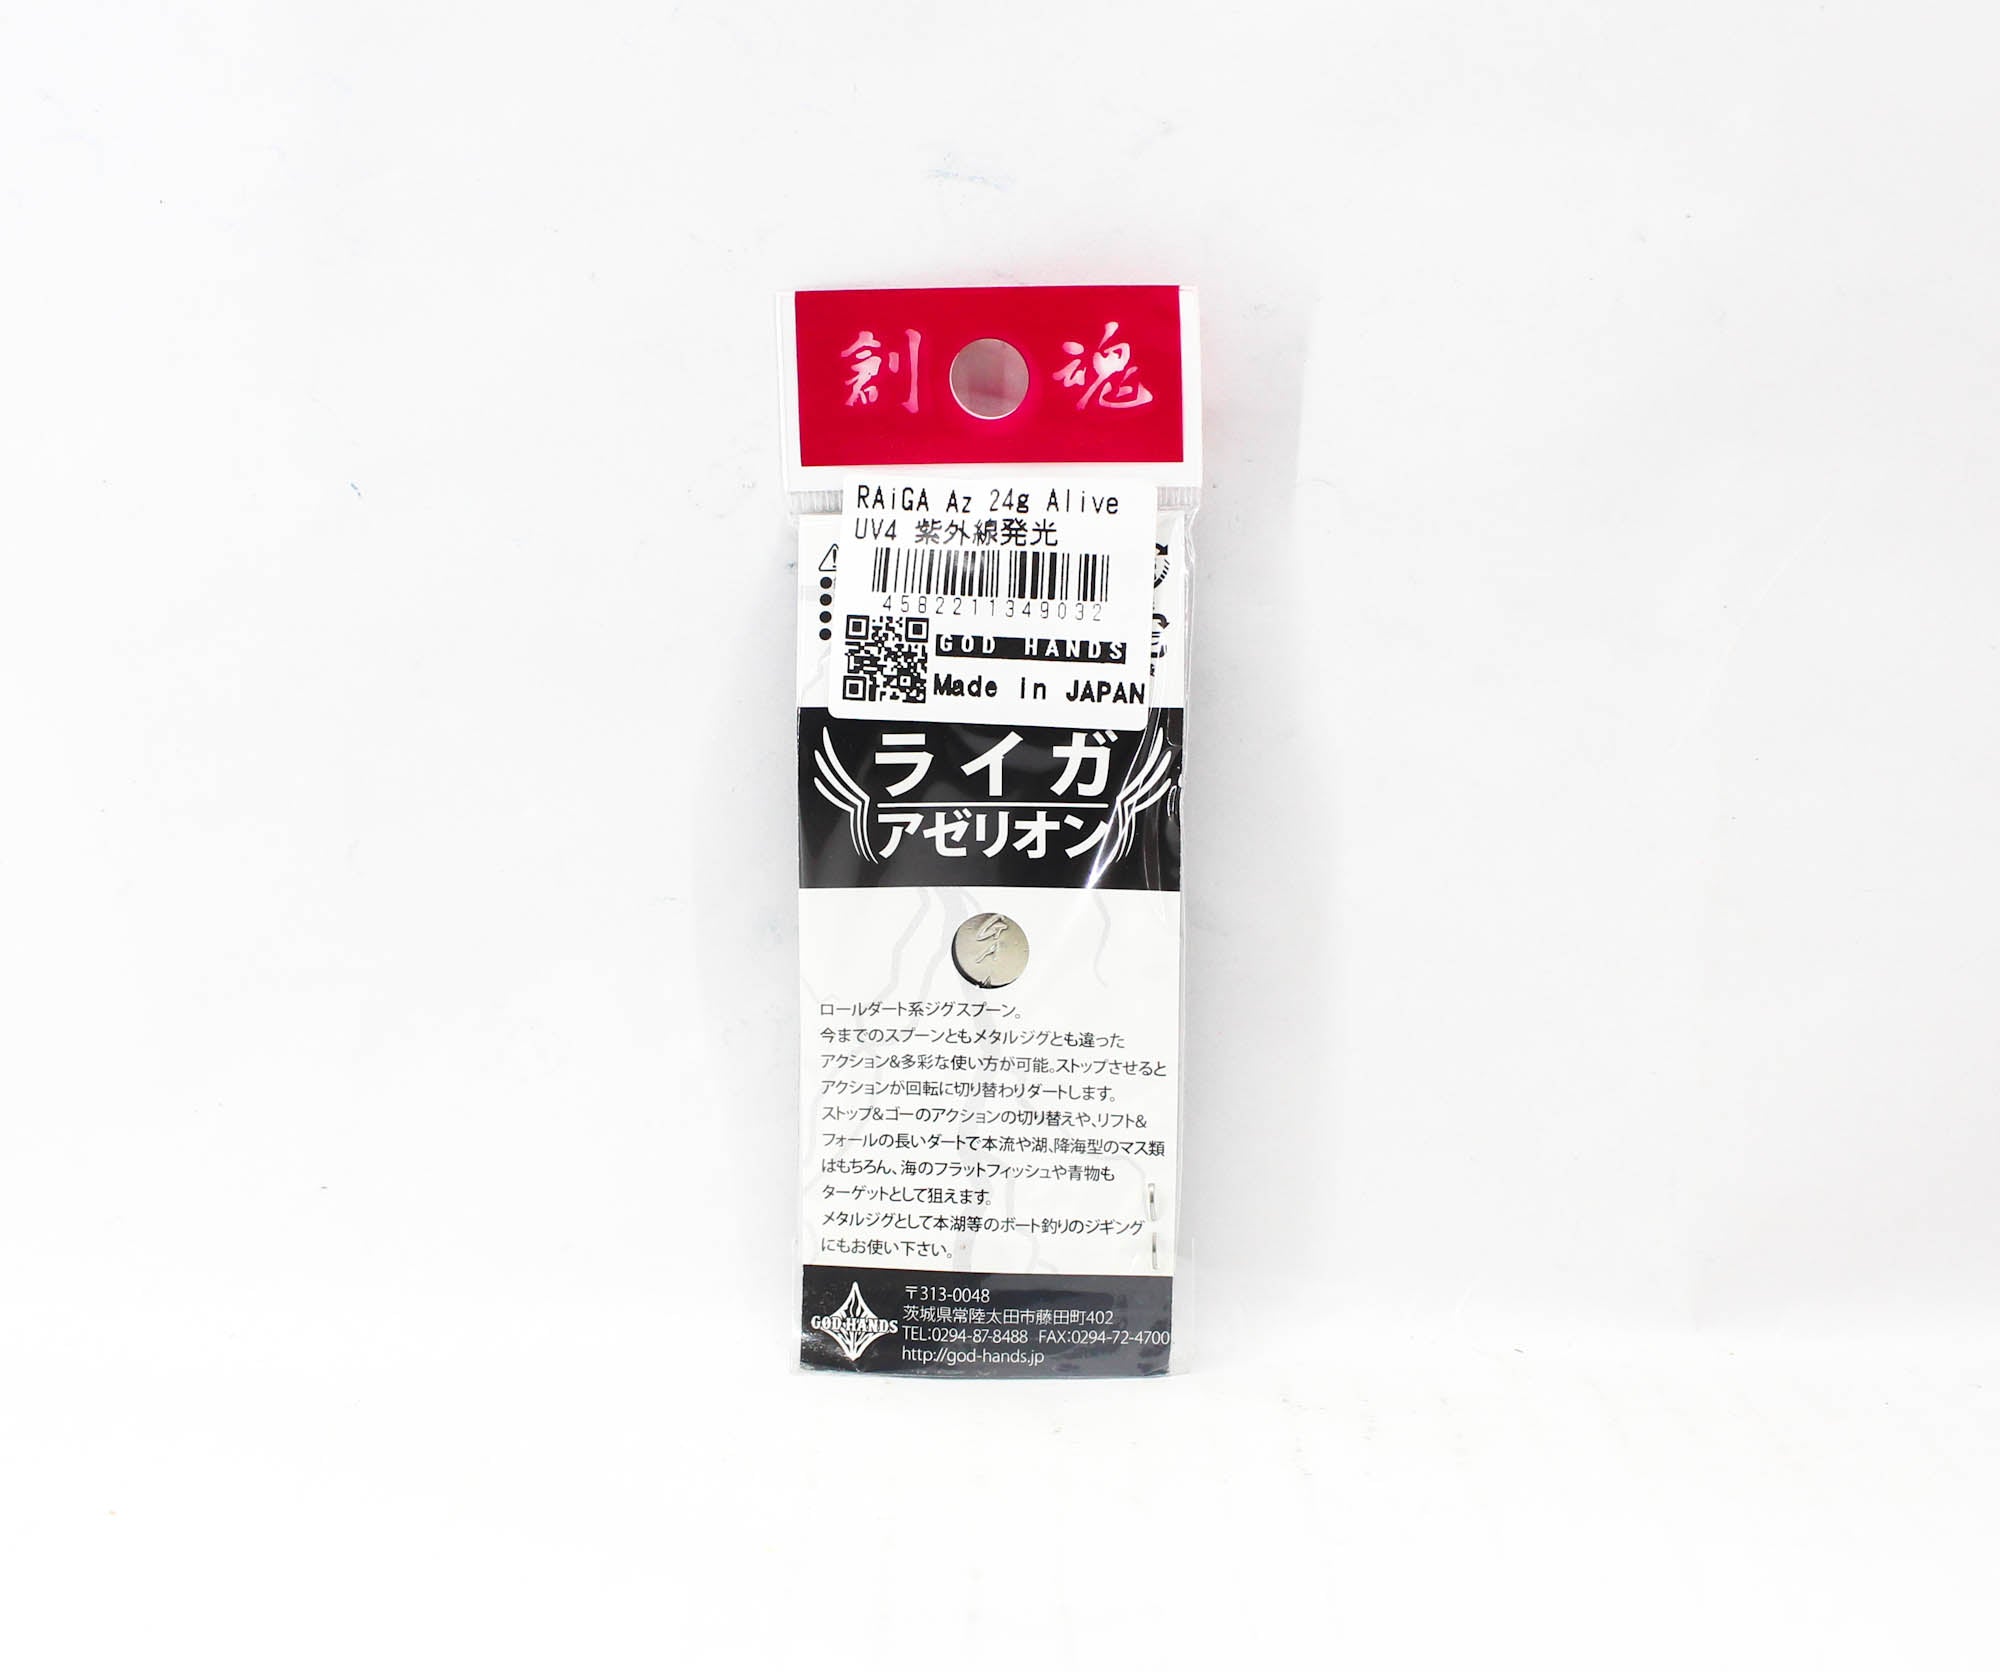 創 魂
RAiGA Az 24g Alive
UV4 紫外線発光
4582211349032
GOD HANDS
Made in JAPAN
ライガ
アゼリオン
ロールダート系ジグスプーン。
今までのスプーンともメタルジグとも違った
アクション&多彩な使い方が可能。ストップさせると
アクションが回転に切り替わりダートします。
ストップ&ゴーのアクションの切り替えや、リフト&
フォールの長いダートで本流や湖、降海型のマス類
はもちろん、海のフラットフィッシュや青物も
ターゲットとして狙えます。
メタルジグとして本湖等のボート釣りのジギング
にもお使い下さい。
GOD HANDS
〒313-0048
茨城県常陸太田市藤田町402
TEL:0294-87-8488 FAX:0294-72-4700
http://god-hands.jp